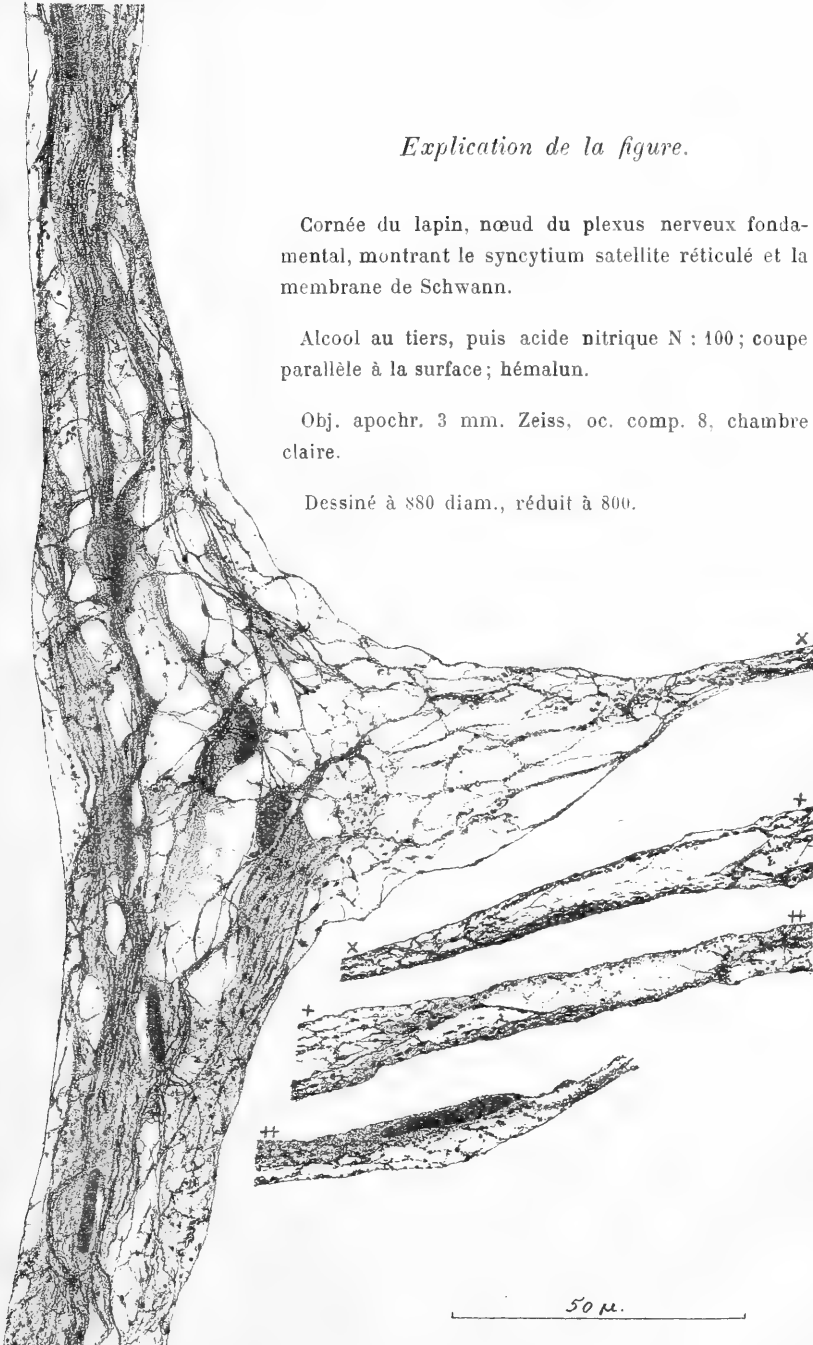 Explication de la figure.
Cornée du lapin, nœud du plexus nerveux fonda-
mental, montrant le syncytium satellite réticulé et la
membrane de Schwann.
Alcool au tiers, puis acide nitrique N : 100 ; coupe
parallèle à la surface ; hémalun.
Obj. apochr. 3 mm. Zeiss, oc. comp. 8, chambre
claire.
Dessiné à 880 diam., réduit à 800.
×
+
×
‡
+
‡
50 µ.